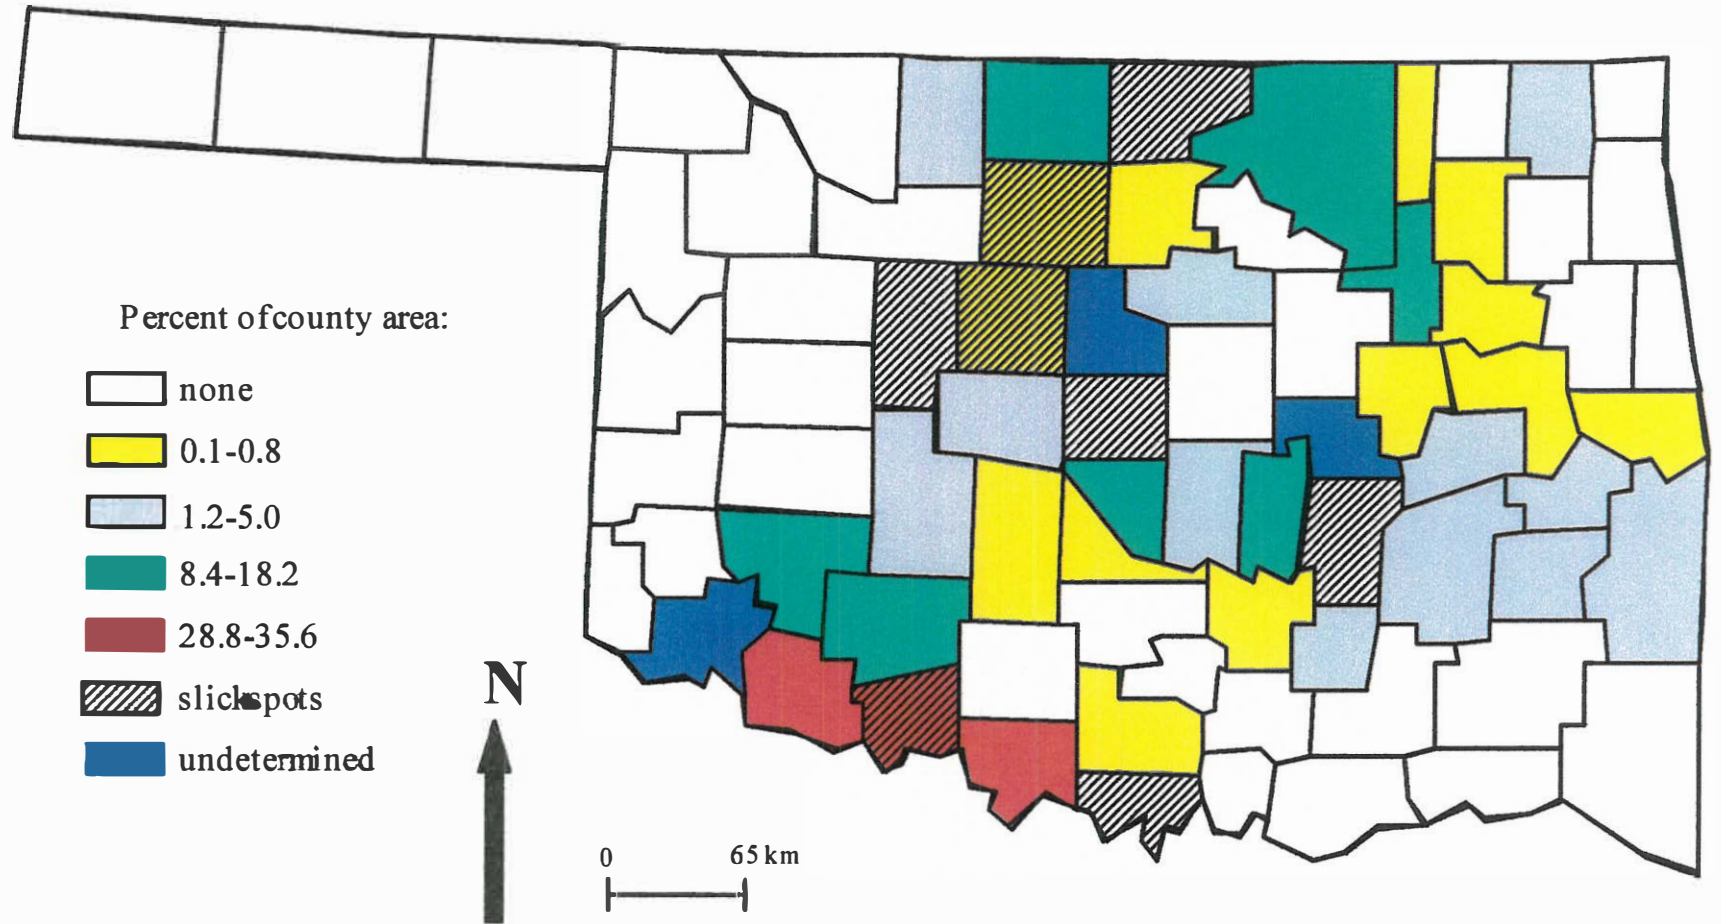 Percent of county area:
none
0.1-0.8
1.2-5.0
8.4-18.2
28.8-35.6
slickspots
undetermined
N
0 65 km